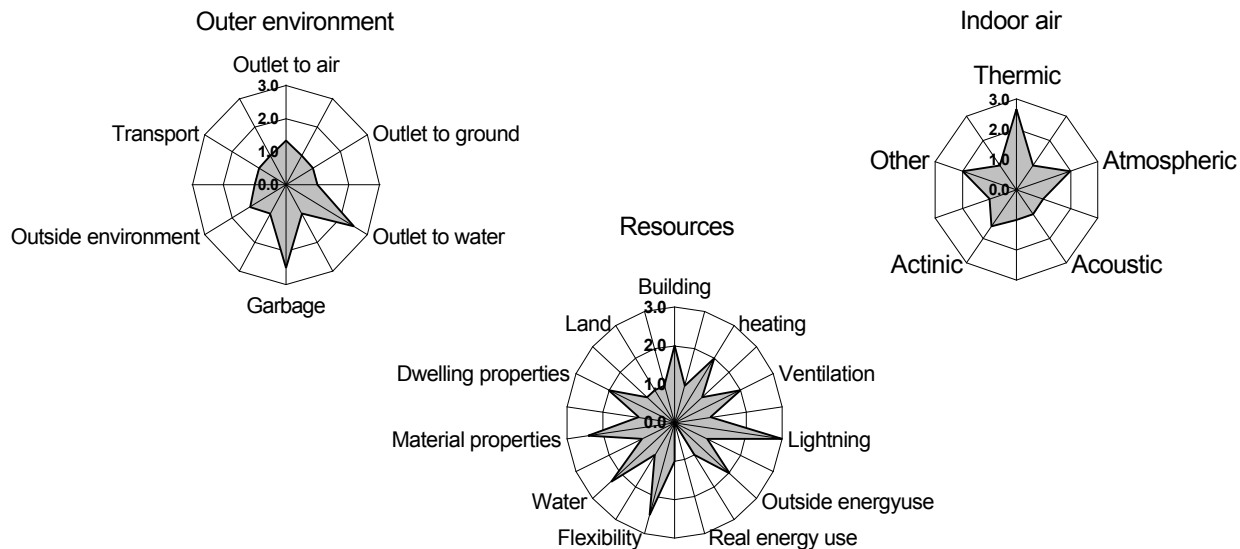 Outer environment
Outlet to air
3.0
2.0
1.0
0.0
Transport
Outlet to ground
Outside environment
Outlet to water
Garbage
Indoor air
Thermic
3.0
2.0
1.0
0.0
Other
Atmospheric
Actinic
Acoustic
Resources
Building
3.0
2.0
1.0
0.0
Land
heating
Dwelling properties
Ventilation
Material properties
Lightning
Water
Outside energyuse
Flexibility
Real energy use